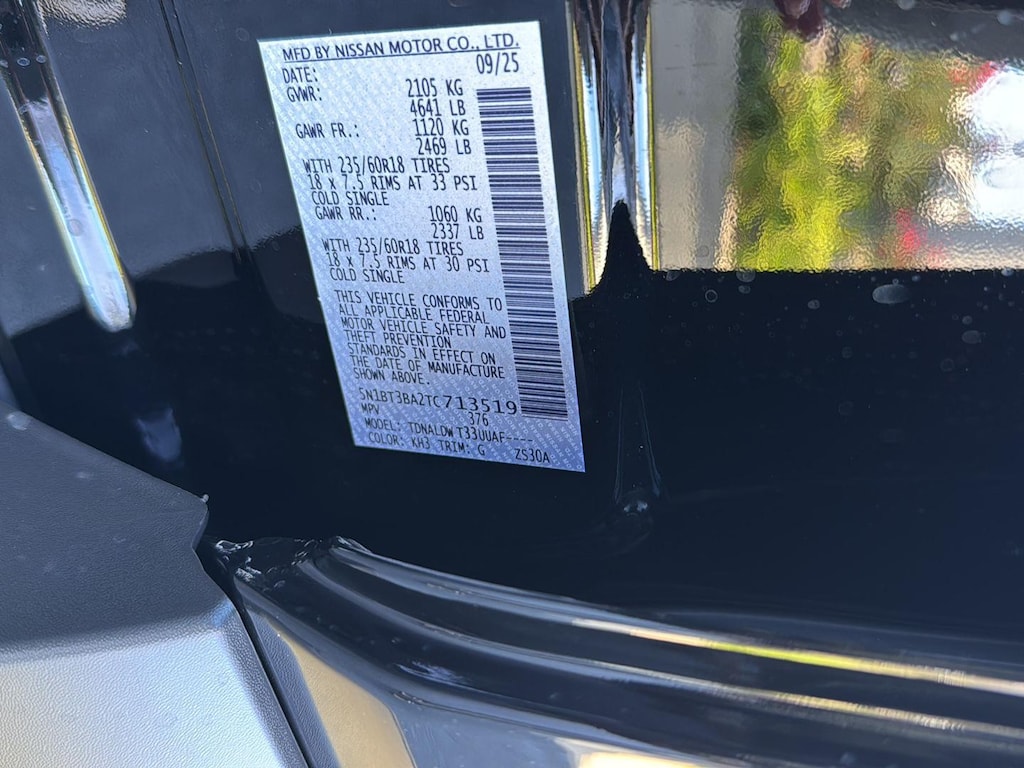 MFD BY NISSAN MOTOR CO., LTD.
DATE: 09/25
GVWR: 2105 KG
4641 LB
GAWR FR.: 1120 KG
2469 LB
WITH 235/60R18 TIRES
18 x 7.5 RIMS AT 33 PSI
COLD SINGLE
GAWR RR.: 1060 KG
2337 LB
WITH 235/60R18 TIRES
18 x 7.5 RIMS AT 30 PSI
COLD SINGLE
THIS VEHICLE CONFORMS TO
ALL APPLICABLE FEDERAL
MOTOR VEHICLE SAFETY AND
THEFT PREVENTION
STANDARDS IN EFFECT ON
THE DATE OF MANUFACTURE
SHOWN ABOVE.
5N1BT3BA2TC713519
MPV 376
MODEL: TDNALDW T33UUAF----
COLOR: KH3 TRIM: G ZS30A